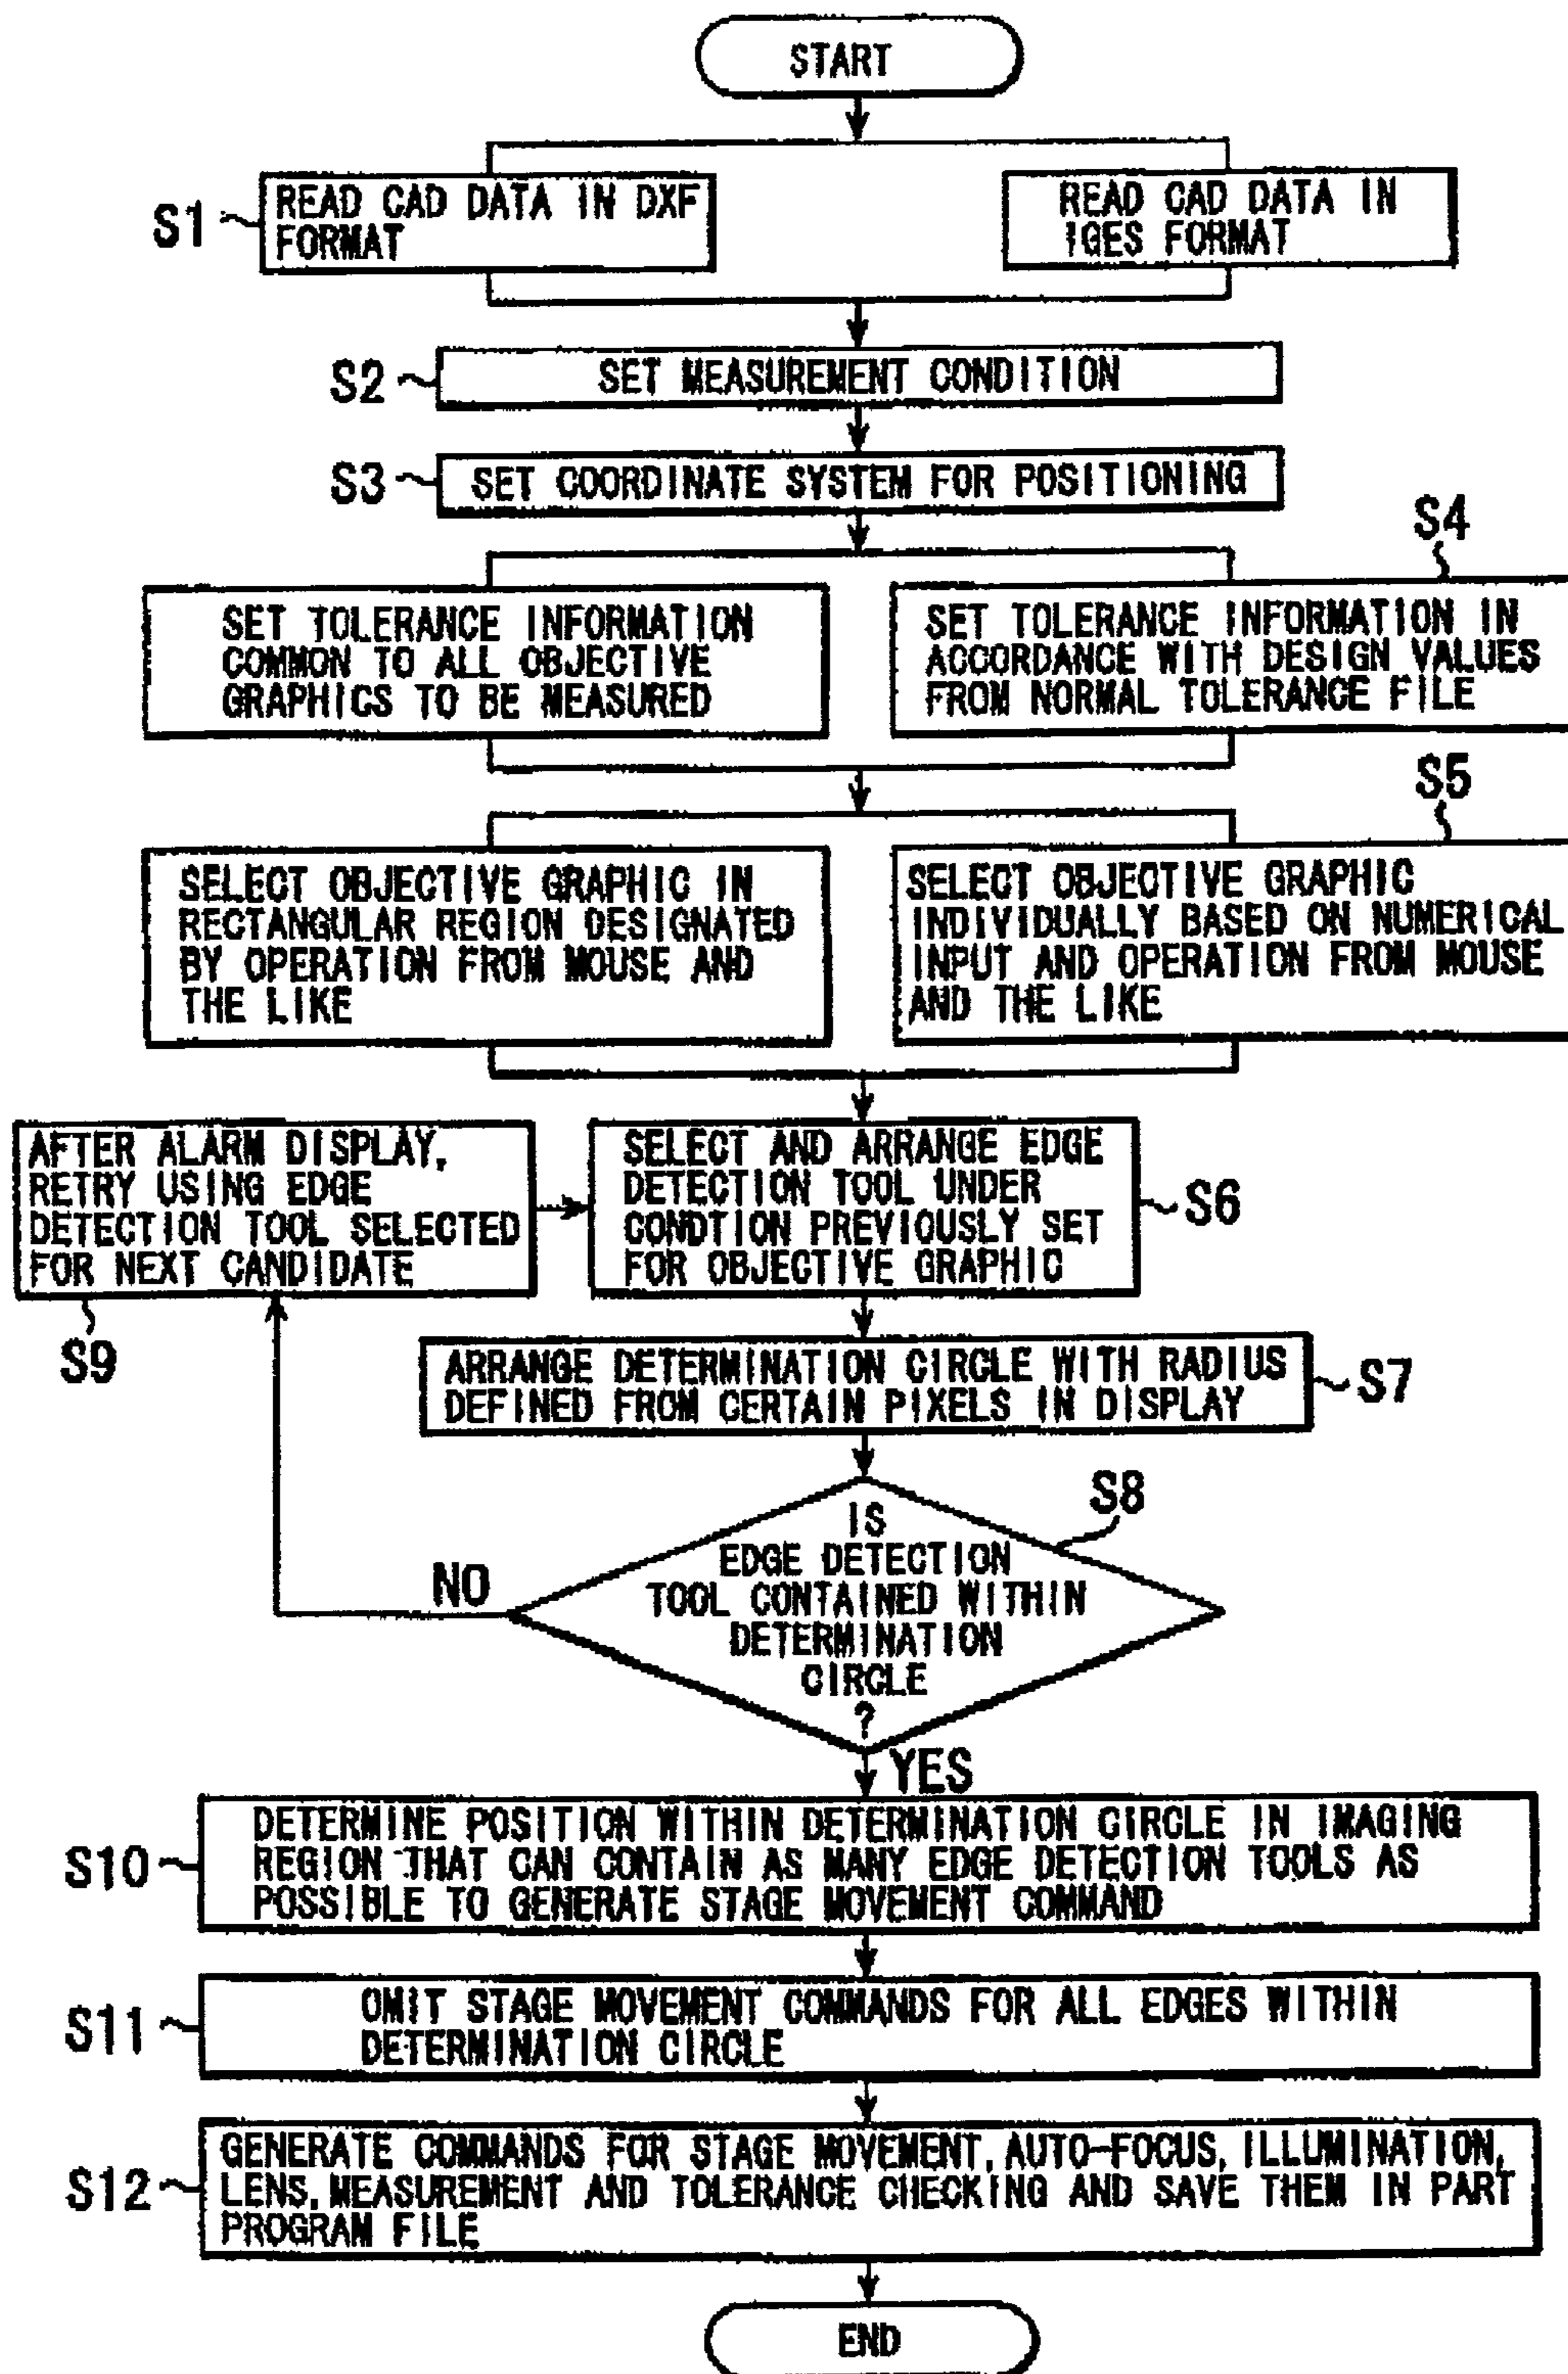 START
S1
READ CAD DATA IN DXF
FORMAT
READ CAD DATA IN
IGES FORMAT
S2
SET MEASUREMENT CONDITION
S3
SET COORDINATE SYSTEM FOR POSITIONING
S4
SET TOLERANCE INFORMATION
COMMON TO ALL OBJECTIVE
GRAPHICS TO BE MEASURED
SET TOLERANCE INFORMATION IN
ACCORDANCE WITH DESIGN VALUES
FROM NORMAL TOLERANCE FILE
S5
SELECT OBJECTIVE GRAPHIC IN
RECTANGULAR REGION DESIGNATED
BY OPERATION FROM MOUSE AND
THE LIKE
SELECT OBJECTIVE GRAPHIC
INDIVIDUALLY BASED ON NUMERICAL
INPUT AND OPERATION FROM MOUSE
AND THE LIKE
AFTER ALARM DISPLAY,
RETRY USING EDGE
DETECTION TOOL SELECTED
FOR NEXT CANDIDATE
S9
SELECT AND ARRANGE EDGE
DETECTION TOOL UNDER
CONDTION PREVIOUSLY SET
FOR OBJECTIVE GRAPHIC
S6
ARRANGE DETERMINATION CIRCLE WITH RADIUS
DEFINED FROM CERTAIN PIXELS IN DISPLAY
S7
S8
IS
EDGE DETECTION
TOOL CONTAINED WITHIN
DETERMINATION
CIRCLE
?
NO
YES
S10
DETERMINE POSITION WITHIN DETERMINATION CIRCLE IN IMAGING
REGION THAT CAN CONTAIN AS MANY EDGE DETECTION TOOLS AS
POSSIBLE TO GENERATE STAGE MOVEMENT COMMAND
S11
OMIT STAGE MOVEMENT COMMANDS FOR ALL EDGES WITHIN
DETERMINATION CIRCLE
S12
GENERATE COMMANDS FOR STAGE MOVEMENT, AUTO-FOCUS, ILLUMINATION,
LENS, MEASUREMENT AND TOLERANCE CHECKING AND SAVE THEM IN PART
PROGRAM FILE
END